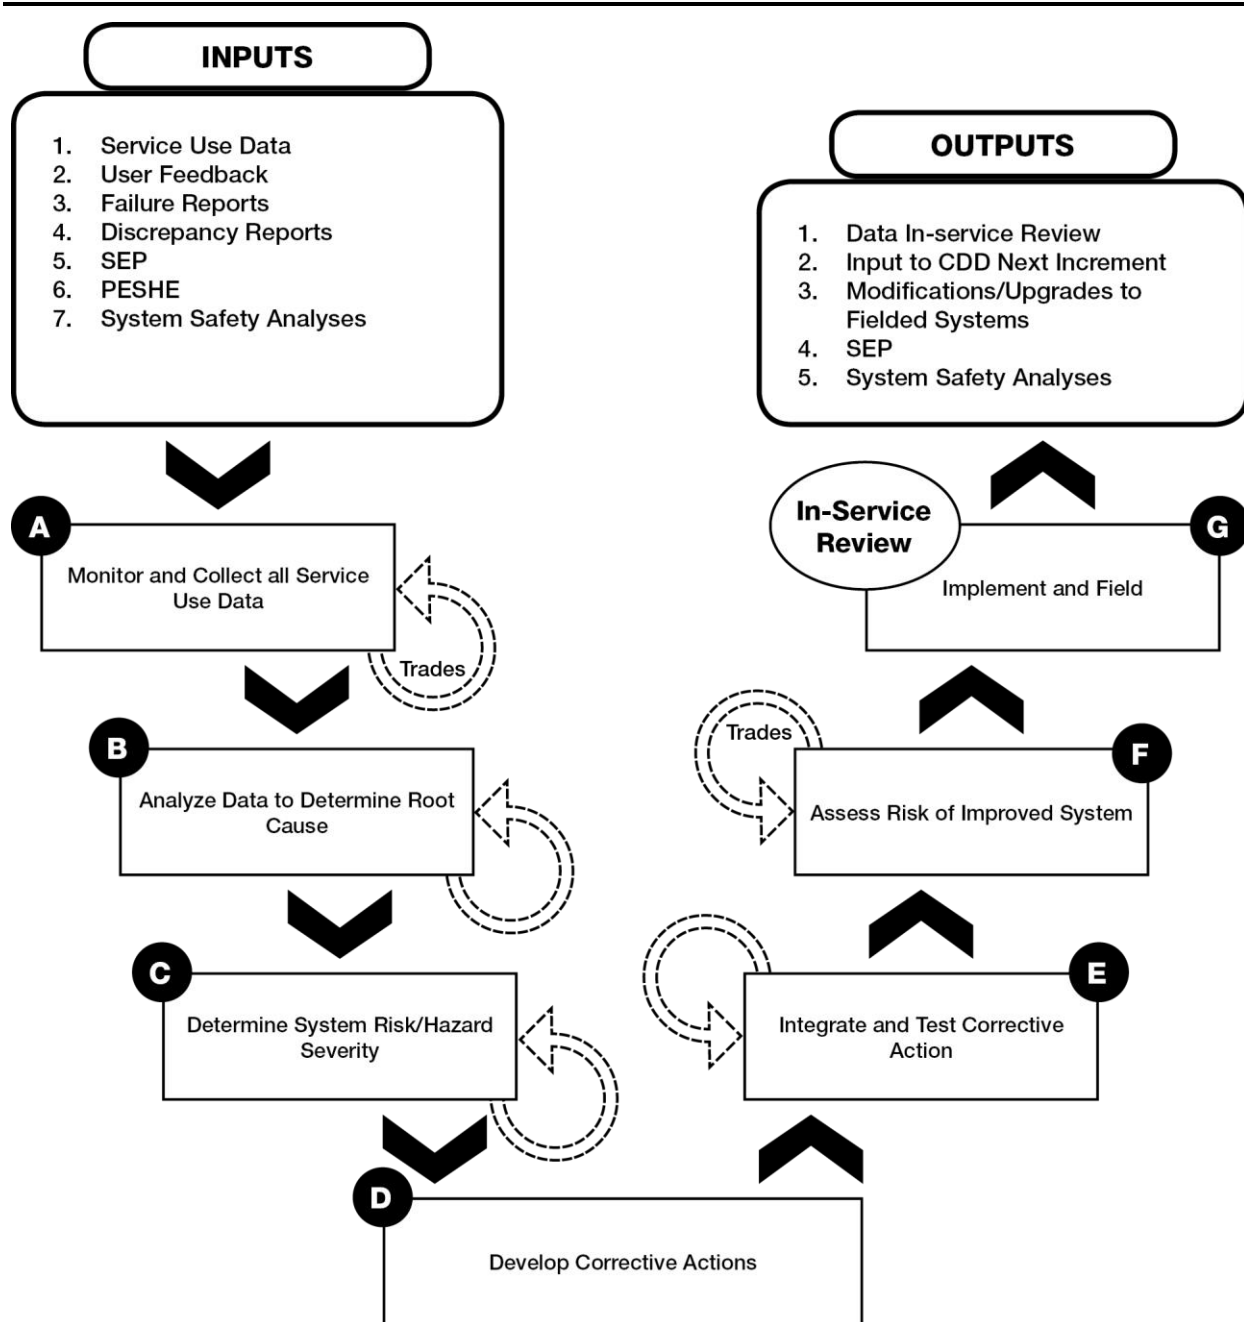 INPUTS
1. Service Use Data
2. User Feedback
3. Failure Reports
4. Discrepancy Reports
5. SEP
6. PESHE
7. System Safety Analyses
OUTPUTS
1. Data In-service Review
2. Input to CDD Next Increment
3. Modifications/Upgrades to
Fielded Systems
4. SEP
5. System Safety Analyses
A
Monitor and Collect all Service
Use Data
Trades
B
Analyze Data to Determine Root
Cause
C
Determine System Risk/Hazard
Severity
D
Develop Corrective Actions
E
Integrate and Test Corrective
Action
F
Assess Risk of Improved System
Trades
G
Implement and Field
In-Service
Review